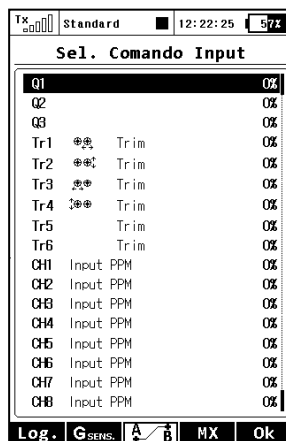 Tx Standard 12:22:25 57%
Sel. Comando Input
Q1 0%
Q2 0%
Q3 0%
Tr1 Trim 0%
Tr2 Trim 0%
Tr3 Trim 0%
Tr4 Trim 0%
Tr5 Trim 0%
Tr6 Trim 0%
CH1 Input PPM 0%
CH2 Input PPM 0%
CH3 Input PPM 0%
CH4 Input PPM 0%
CH5 Input PPM 0%
CH6 Input PPM 0%
CH7 Input PPM 0%
CH8 Input PPM 0%
Log. GSENS. A B MX Ok